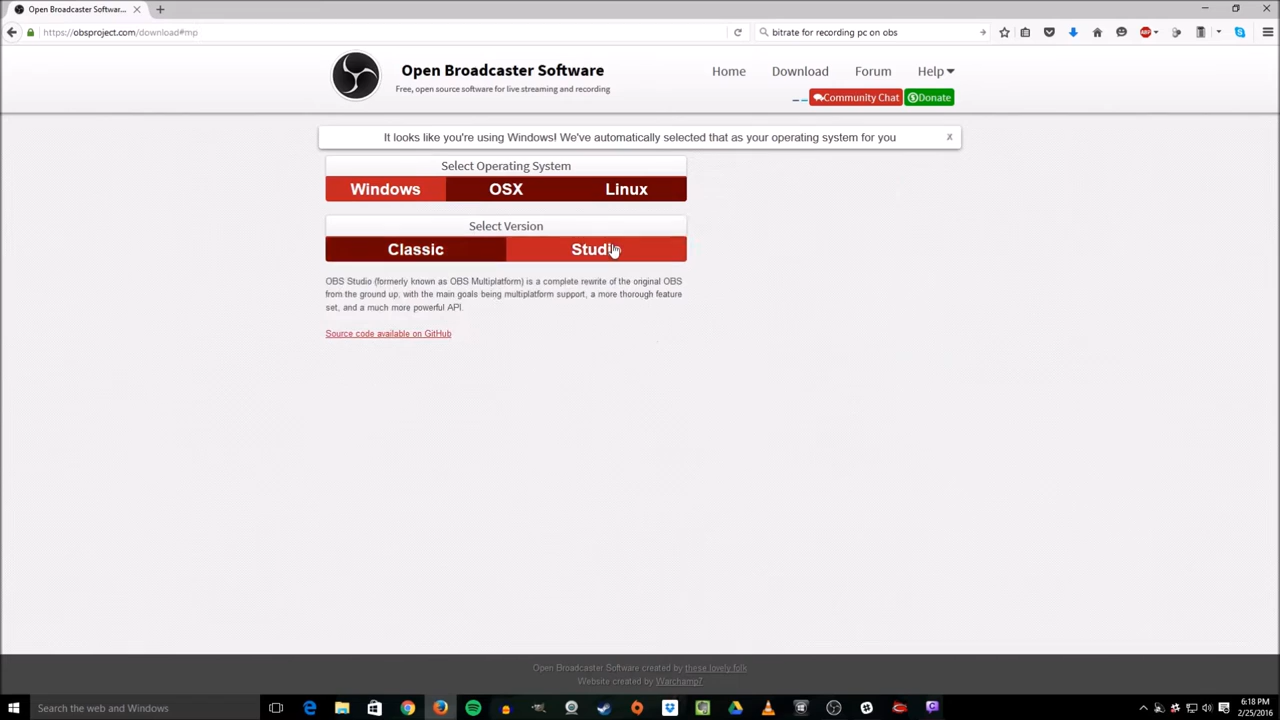 Open Broadcaster Softwar...
https://obsproject.com/download#mp
bitrate for recording pc on obs
ABP
Open Broadcaster Software
Free, open source software for live streaming and recording
Home
Download
Forum
Help
Community Chat
Donate
It looks like you're using Windows! We've automatically selected that as your operating system for you
X
Select Operating System
Windows
OSX
Linux
Select Version
Classic
Studio
OBS Studio (formerly known as OBS Multiplatform) is a complete rewrite of the original OBS
from the ground up, with the main goals being multiplatform support, a more thorough feature
set, and a much more powerful API.
Source code available on GitHub
Open Broadcaster Software created by these lovely folk
Website created by Warchamp7
Search the web and Windows
6:18 PM
2/25/2016